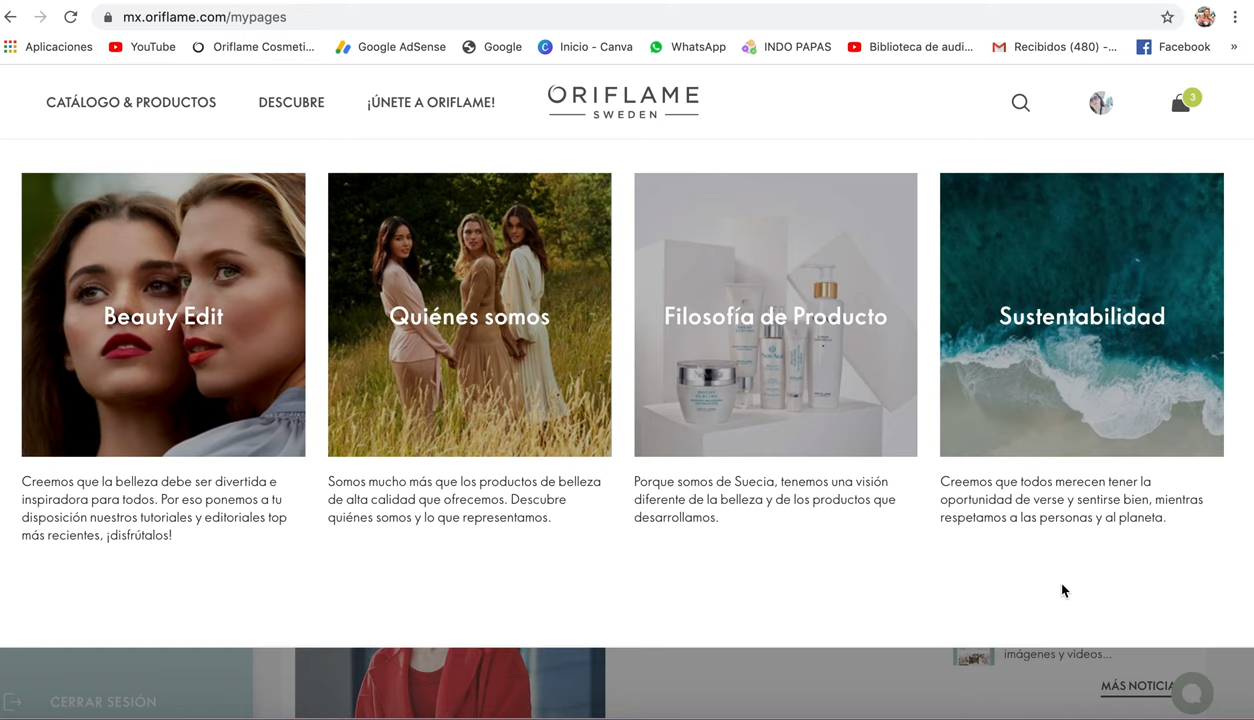 mx.oriflame.com/mypages
Aplicaciones YouTube Oriflame Cosmeti... Google AdSense Google Inicio - Canva WhatsApp INDO PAPAS Biblioteca de audi... Recibidos (480) -... Facebook »
CATÁLOGO & PRODUCTOS DESCUBRE ¡ÚNETE A ORIFLAME! ORIFLAME 3
SWEDEN
Beauty Edit
Creemos que la belleza debe ser divertida e
inspiradora para todos. Por eso ponemos a tu
disposición nuestros tutoriales y editoriales top
más recientes, ¡disfrútalos!
Quiénes somos
Somos mucho más que los productos de belleza
de alta calidad que ofrecemos. Descubre
quiénes somos y lo que representamos.
Filosofía de Producto
Porque somos de Suecia, tenemos una visión
diferente de la belleza y de los productos que
desarrollamos.
Sustentabilidad
Creemos que todos merecen tener la
oportunidad de verse y sentirse bien, mientras
respetamos a las personas y al planeta.
imágenes y videos...
MÁS NOTICIA
CERRAR SESIÓN